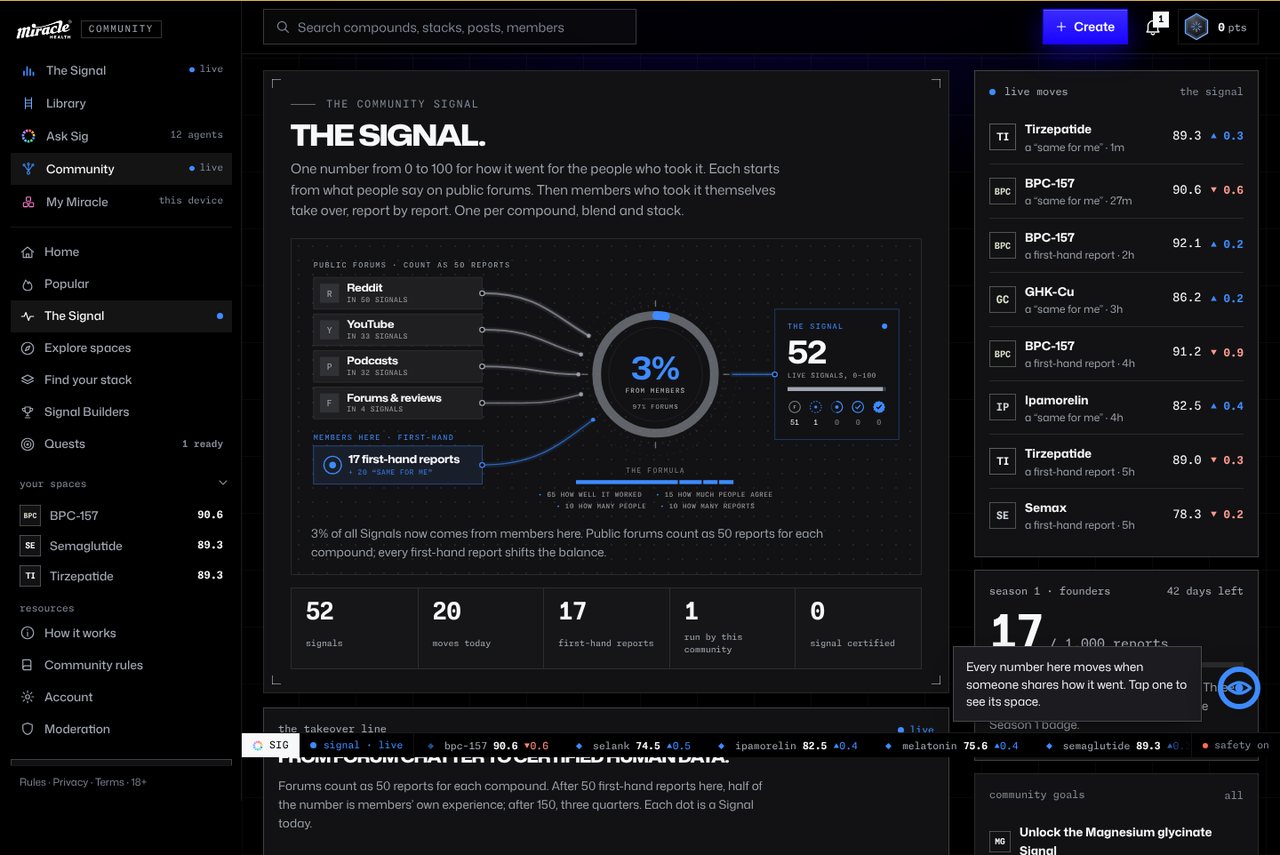 miracle
HEALTH
COMMUNITY
Search compounds, stacks, posts, members
+ Create
1
0 pts
The Signal
live
Library
Ask Sig
12 agents
Community
live
My Miracle
this device
Home
Popular
The Signal
Explore spaces
Find your stack
Signal Builders
Quests
1 ready
your spaces
BPC BPC-157 90.6
SE Semaglutide 89.3
TI Tirzepatide 89.3
resources
How it works
Community rules
Account
Moderation
Rules · Privacy · Terms · 18+
THE COMMUNITY SIGNAL
THE SIGNAL.
One number from 0 to 100 for how it went for the people who took it. Each starts
from what people say on public forums. Then members who took it themselves
take over, report by report. One per compound, blend and stack.
PUBLIC FORUMS · COUNT AS 50 REPORTS
R Reddit
IN 50 SIGNALS
Y YouTube
IN 33 SIGNALS
P Podcasts
IN 32 SIGNALS
F Forums & reviews
IN 4 SIGNALS
MEMBERS HERE · FIRST-HAND
17 first-hand reports
+ 20 “SAME FOR ME”
3%
FROM MEMBERS
97% FORUMS
THE SIGNAL
52
LIVE SIGNALS, 0–100
51 1 0 0 0
THE FORMULA
65 HOW WELL IT WORKED
15 HOW MUCH PEOPLE AGREE
10 HOW MANY PEOPLE
10 HOW MANY REPORTS
3% of all Signals now comes from members here. Public forums count as 50 reports for each
compound; every first-hand report shifts the balance.
52
signals
20
moves today
17
first-hand reports
1
run by this
community
0
signal certified
the takeover line
live
FROM FORUM CHATTER TO CERTIFIED HUMAN DATA.
Forums count as 50 reports for each compound. After 50 first-hand reports here, half of
the number is members’ own experience; after 150, three quarters. Each dot is a Signal
today.
live moves
the signal
TI Tirzepatide 89.3 ▲ 0.3
a “same for me” · 1m
BPC BPC-157 90.6 ▼ 0.6
a “same for me” · 27m
BPC BPC-157 92.1 ▲ 0.2
a first-hand report · 2h
GC GHK-Cu 86.2 ▲ 0.2
a “same for me” · 3h
BPC BPC-157 91.2 ▼ 0.9
a first-hand report · 4h
IP Ipamorelin 82.5 ▲ 0.4
a “same for me” · 4h
TI Tirzepatide 89.0 ▼ 0.3
a first-hand report · 5h
SE Semax 78.3 ▼ 0.2
a first-hand report · 5h
season 1 · founders
42 days left
17 / 1,000 reports
Every number here moves when
someone shares how it went. Tap one to
see its space.
Season 1 badge.
SIG
signal · live
bpc-157 90.6 ▼0.6
selank 74.5 ▲0.5
ipamorelin 82.5 ▲0.4
melatonin 75.6 ▲0.4
semaglutide 89.3
safety on
community goals
all
MG Unlock the Magnesium glycinate
Signal